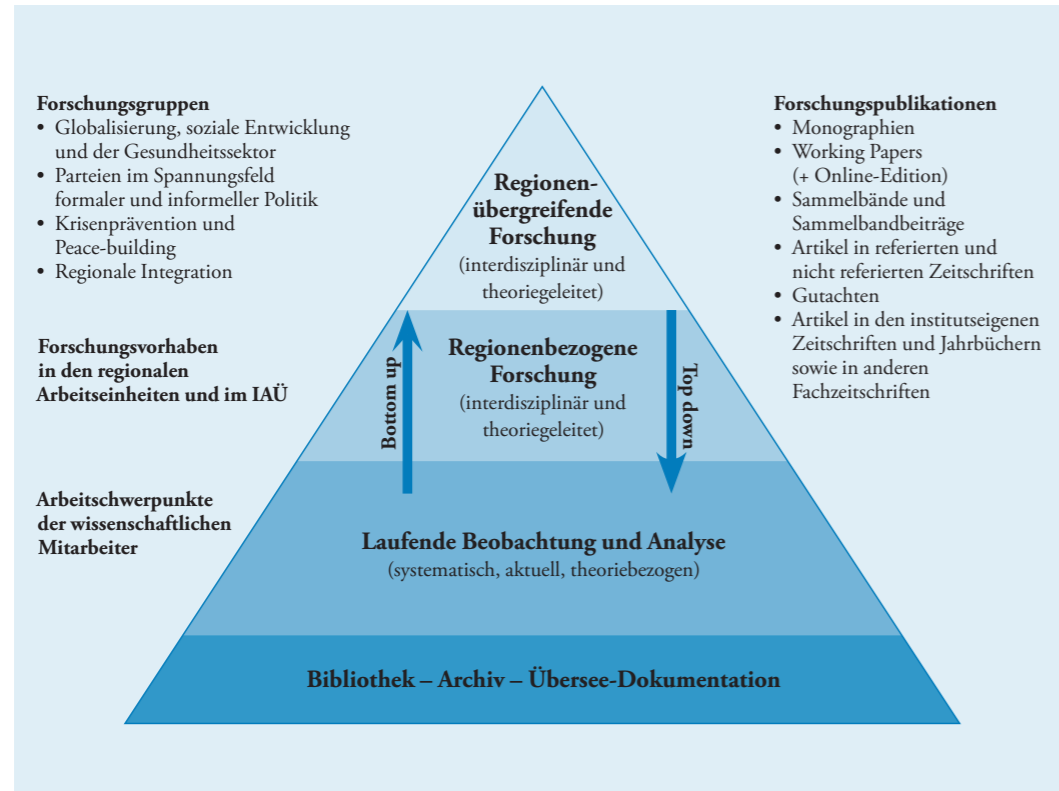 Forschungsgruppen
• Globalisierung, soziale Entwicklung
und der Gesundheitssektor
• Parteien im Spannungsfeld
formaler und informeller Politik
• Krisenprävention und
Peace-building
• Regionale Integration
Forschungsvorhaben
in den regionalen
Arbeitseinheiten und im IAÜ
Arbeitschwerpunkte
der wissenschaftlichen
Mitarbeiter
Regionen-
übergreifende
Forschung
(interdisziplinär und
theoriegeleitet)
Bottom up
Regionenbezogene
Forschung
(interdisziplinär und
theoriegeleitet)
Top down
Laufende Beobachtung und Analyse
(systematisch, aktuell, theoriebezogen)
Bibliothek – Archiv – Übersee-Dokumentation
Forschungspublikationen
• Monographien
• Working Papers
(+ Online-Edition)
• Sammelbände und
Sammelbandbeiträge
• Artikel in referierten und
nicht referierten Zeitschriften
• Gutachten
• Artikel in den institutseigenen
Zeitschriften und Jahrbüchern
sowie in anderen
Fachzeitschriften